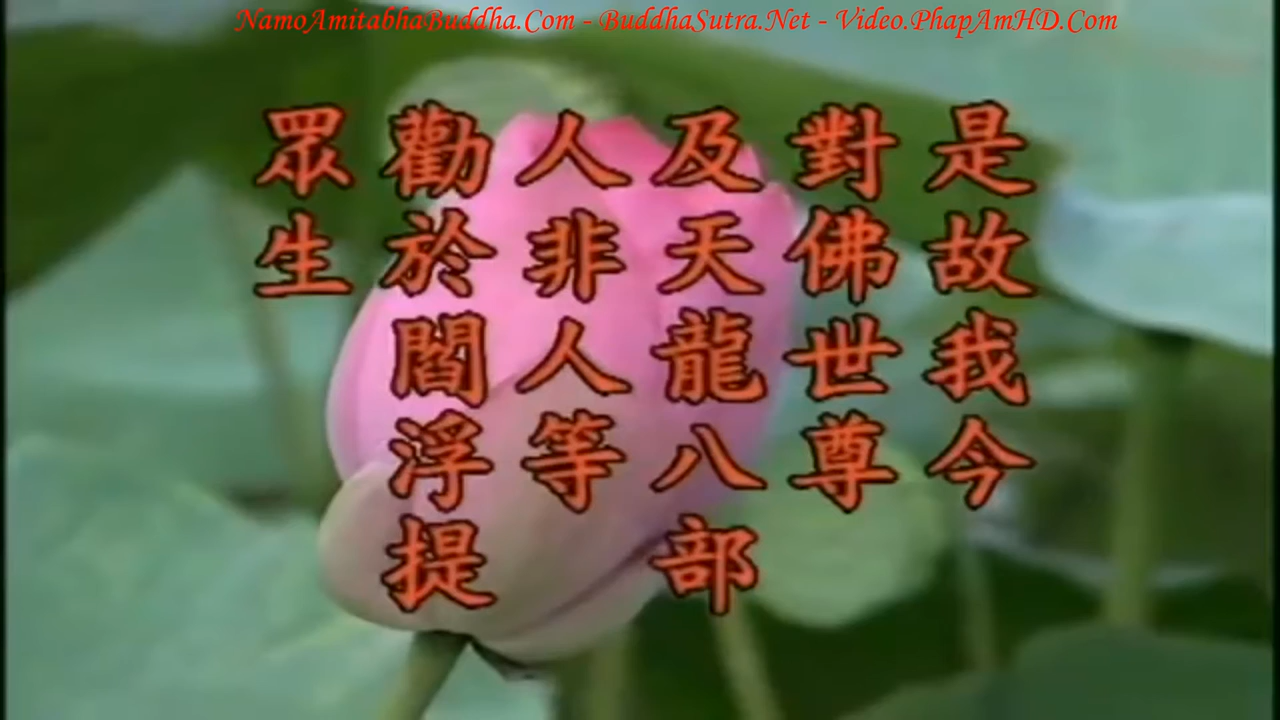 NamoAmitabhaBuddha.Com - BuddhaSutra.Net - Video.PhapAmHD.Com
是故我今
對佛世尊
及天龍八部
人非人等
勸於閻浮提
眾生